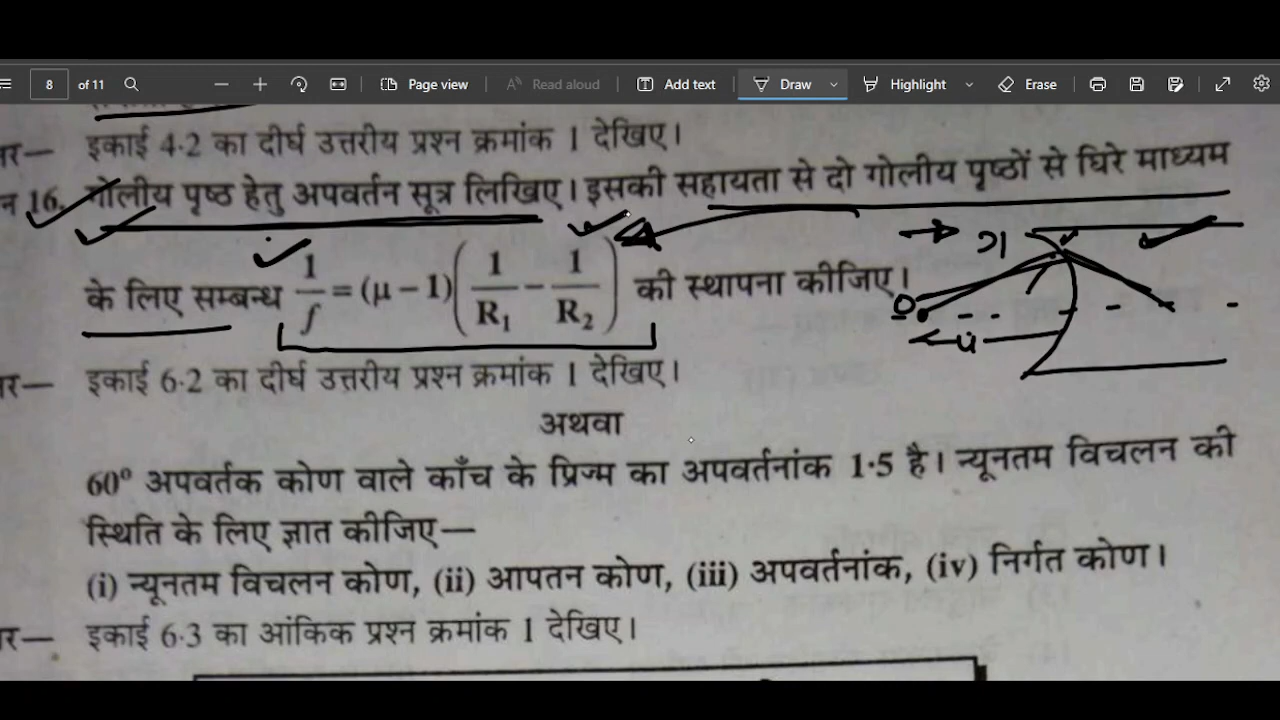 8 of 11 Page view Read aloud Add text Draw Highlight Erase
रर— इकाई 4·2 का दीर्घ उत्तरीय प्रश्न क्रमांक 1 देखिए।
न 16. गोलीय पृष्ठ हेतु अपवर्तन सूत्र लिखिए। इसकी सहायता से दो गोलीय पृष्ठों से घिरे माध्यम
के लिए सम्बन्ध 1/f = (μ – 1)(1/R₁ – 1/R₂) की स्थापना कीजिए।
O
u
रर— इकाई 6·2 का दीर्घ उत्तरीय प्रश्न क्रमांक 1 देखिए।
अथवा
60° अपवर्तक कोण वाले काँच के प्रिज्म का अपवर्तनांक 1·5 है। न्यूनतम विचलन की
स्थिति के लिए ज्ञात कीजिए—
(i) न्यूनतम विचलन कोण, (ii) आपतन कोण, (iii) अपवर्तनांक, (iv) निर्गत कोण।
रर— इकाई 6·3 का आंकिक प्रश्न क्रमांक 1 देखिए।